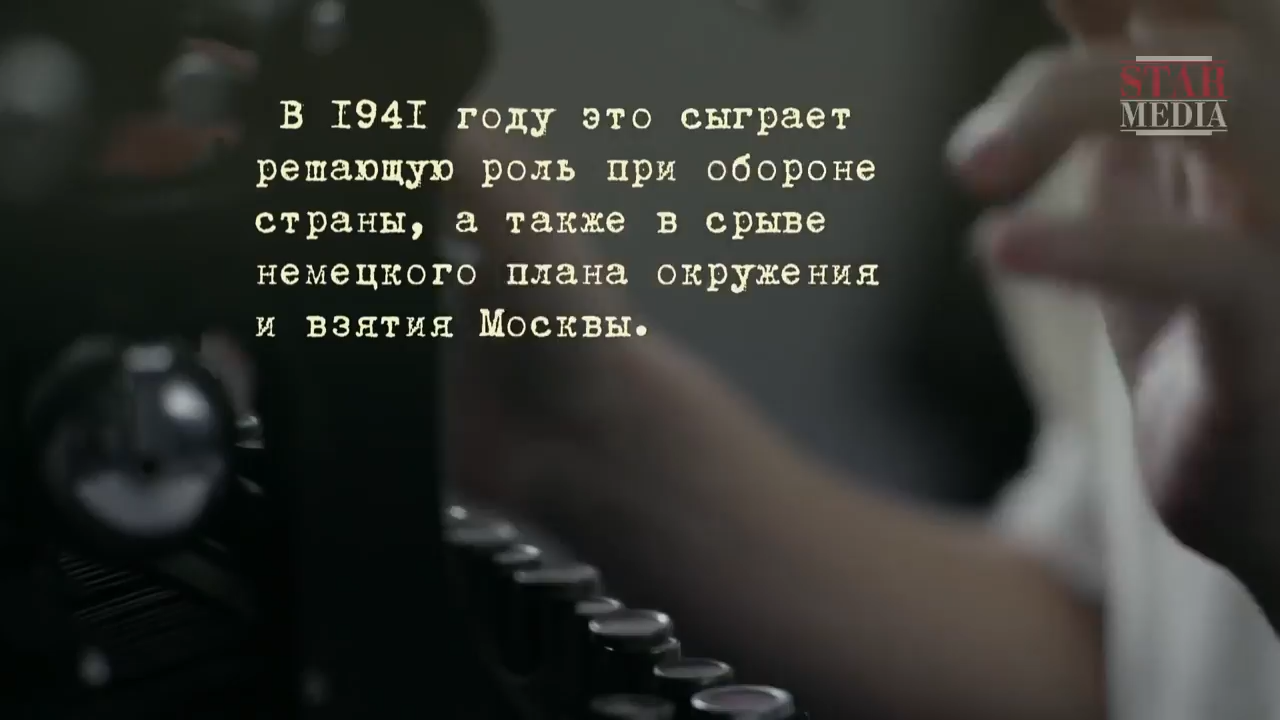 В 1941 году это сыграет
решающую роль при обороне
страны, а также в срыве
немецкого плана окружения
и взятия Москвы.
STAR
MEDIA